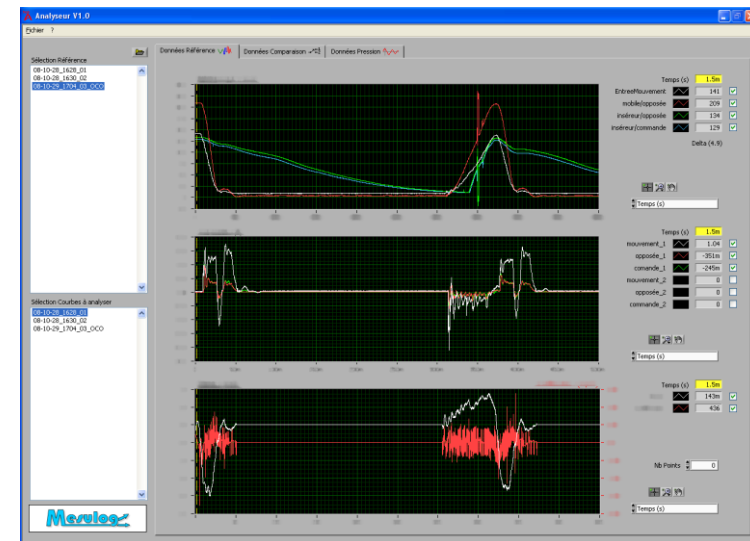 Analyseur V1.0
Fichier ?
Sélection Référence
08-10-28_1628_01
08-10-28_1630_02
08-10-29_1704_03_OCO
Sélection Courbes à analyser
08-10-28_1628_01
08-10-28_1630_02
08-10-29_1704_03_OCO
Mesulog
Données Référence Données Comparaison Données Pression
Temps (s) 1.5m
EntreeMouvement 141
mobile/opposée 209
inséreur/opposée 134
inséreur/commande 129
Delta (4.9)
Temps (s)
Temps (s) 1.5m
mouvement_1 1.04
opposée_1 -351m
comande_1 -245m
mouvement_2 0
opposée_2 0
commande_2 0
Temps (s)
Temps (s) 1.5m
143m
436
Nb Points 0
Temps (s)